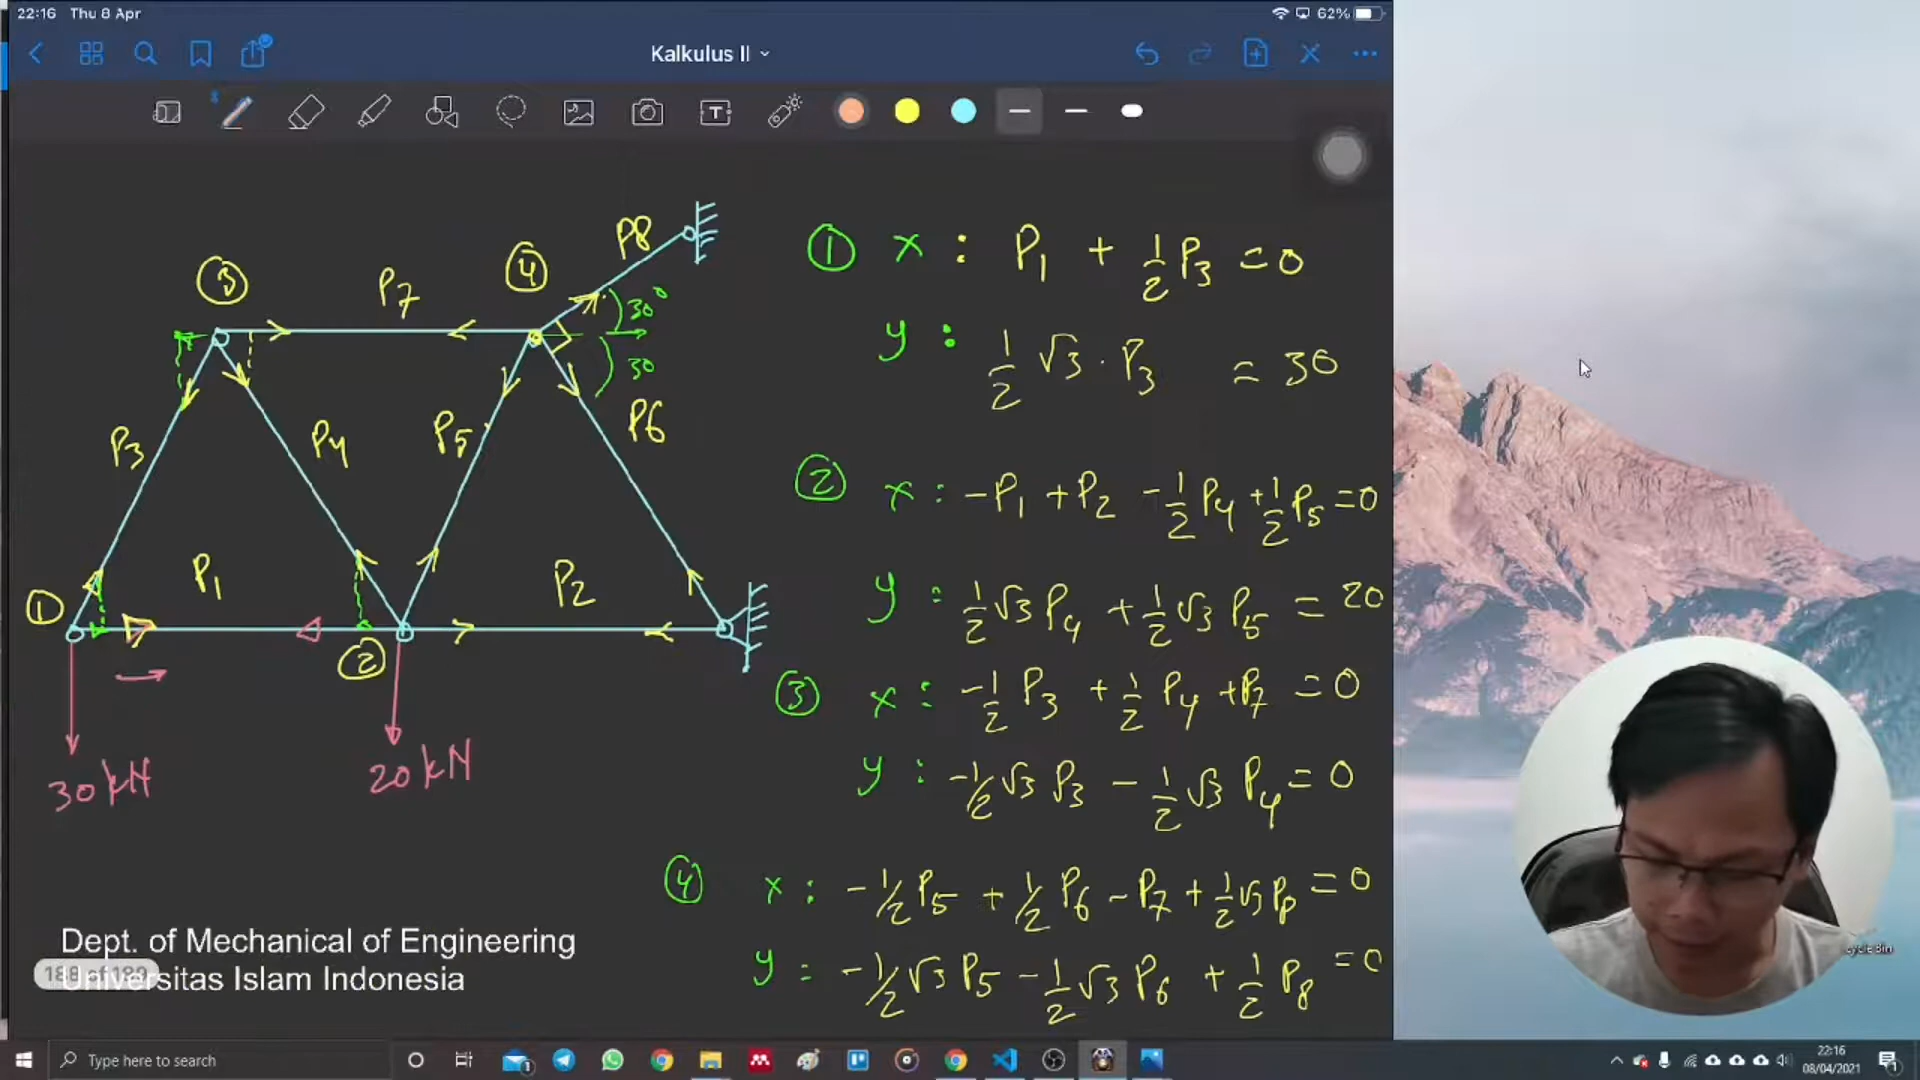 22:16 Thu 8 Apr
62%
Kalkulus II
P8
③
④
P7
30°
30
P3
P4
P5
P6
①
P1
P2
②
30 kN
20 kN
① x : P1 + 1/2 P3 = 0
y : 1/2 √3 . P3 = 30
② x : -P1 + P2 - 1/2 P4 + 1/2 P5 = 0
y : 1/2 √3 P4 + 1/2 √3 P5 = 20
③ x : -1/2 P3 + 1/2 P4 + P7 = 0
y : -1/2 √3 P3 - 1/2 √3 P4 = 0
④ x : -1/2 P5 + 1/2 P6 - P7 + 1/2 √3 P8 = 0
y = -1/2 √3 P5 - 1/2 √3 P6 + 1/2 P8 = 0
Dept. of Mechanical of Engineering
188 of 189
Universitas Islam Indonesia
Type here to search
22:16
08/04/2021